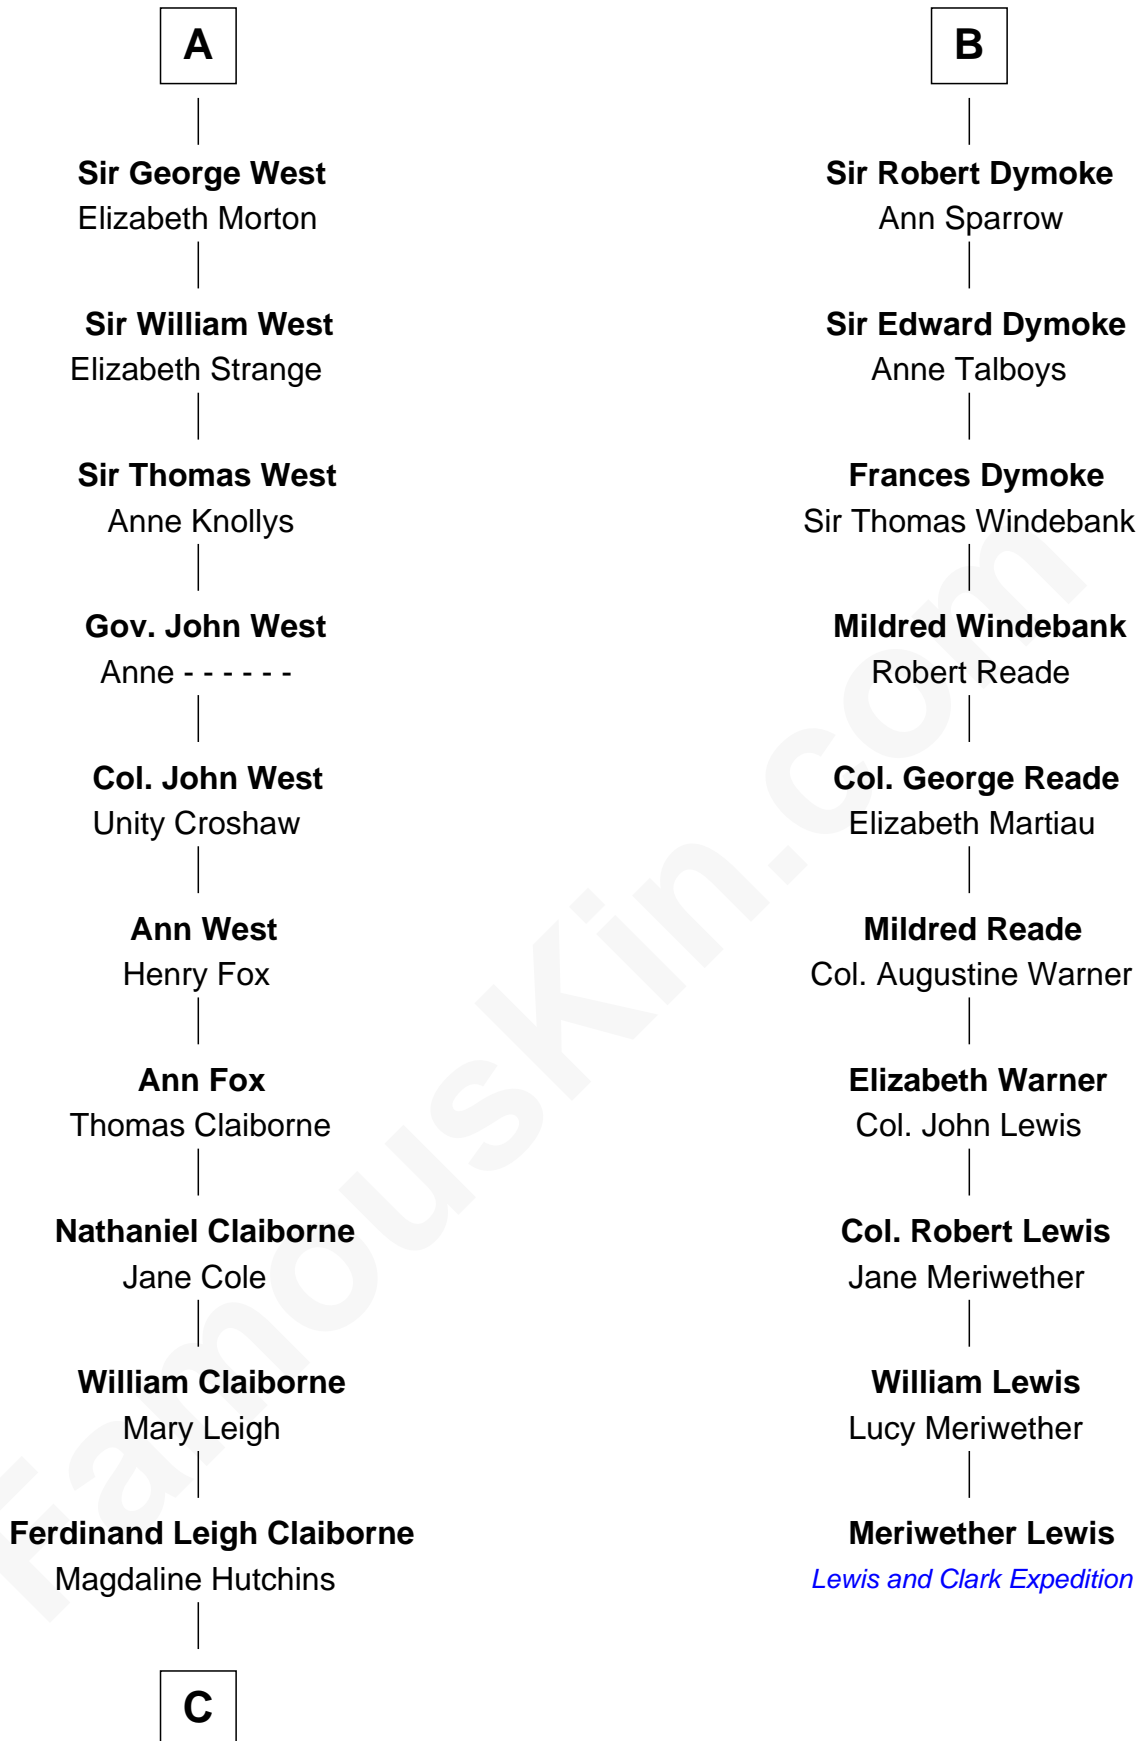 A
Sir George West
Elizabeth Morton
Sir William West
Elizabeth Strange
Sir Thomas West
Anne Knollys
Gov. John West
Anne - - - - - -
Col. John West
Unity Croshaw
Ann West
Henry Fox
Ann Fox
Thomas Claiborne
Nathaniel Claiborne
Jane Cole
William Claiborne
Mary Leigh
Ferdinand Leigh Claiborne
Magdaline Hutchins
C
B
Sir Robert Dymoke
Ann Sparrow
Sir Edward Dymoke
Anne Talboys
Frances Dymoke
Sir Thomas Windebank
Mildred Windebank
Robert Reade
Col. George Reade
Elizabeth Martiau
Mildred Reade
Col. Augustine Warner
Elizabeth Warner
Col. John Lewis
Col. Robert Lewis
Jane Meriwether
William Lewis
Lucy Meriwether
Meriwether Lewis
Lewis and Clark Expedition
FamousKin.com